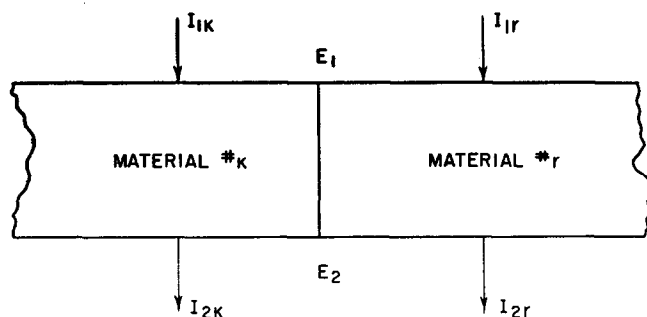 I1K
I1r
E1
MATERIAL #K
MATERIAL #r
E2
I2K
I2r